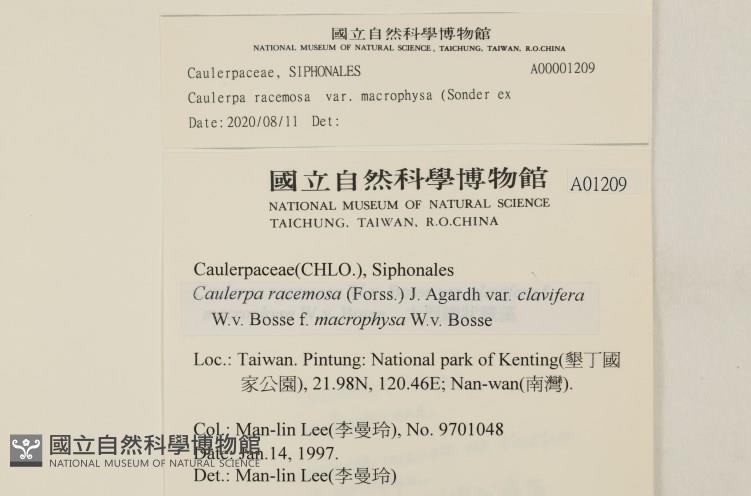 國立自然科學博物館
NATIONAL MUSEUM OF NATURAL SCIENCE, TAICHUNG, TAIWAN, R.O.CHINA
Caulerpaceae, SIPHONALES A00001209
Caulerpa racemosa var. macrophysa (Sonder ex
Date:2020/08/11 Det:
國立自然科學博物館 A01209
NATIONAL MUSEUM OF NATURAL SCIENCE
TAICHUNG, TAIWAN, R.O.CHINA
Caulerpaceae(CHLO.), Siphonales
Caulerpa racemosa (Forss.) J. Agardh var. clavifera
W.v. Bosse f. macrophysa W.v. Bosse
Loc.: Taiwan. Pintung: National park of Kenting(墾丁國
家公園), 21.98N, 120.46E; Nan-wan(南灣).
Col.: Man-lin Lee(李曼玲), No. 9701048
Date: Jan.14, 1997.
Det.: Man-lin Lee(李曼玲)
國立自然科學博物館
NATIONAL MUSEUM OF NATURAL SCIENCE